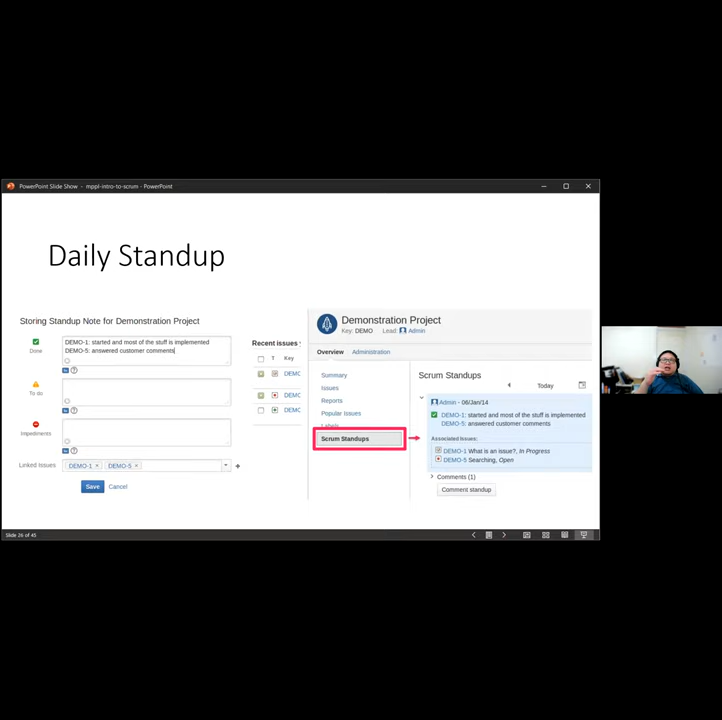 PowerPoint Slide Show - mppl-intro-to-scrum - PowerPoint
Daily Standup
Storing Standup Note for Demonstration Project
Done
DEMO-1: started and most of the stuff is implemented
DEMO-5: answered customer comments
To do
Impediments
Linked Issues
DEMO-1 ×
DEMO-5 ×
Save
Cancel
Recent issues
T
Key
DEMO
DEMO
DEMO
Demonstration Project
Key: DEMO Lead: Admin
Overview
Administration
Summary
Issues
Reports
Popular Issues
Labels
Scrum Standups
Scrum Standups
Today
Admin - 06/Jan/14
DEMO-1: started and most of the stuff is implemented
DEMO-5: answered customer comments
Associated Issues:
DEMO-1 What is an issue?, In Progress
DEMO-5 Searching, Open
Comments (1)
Comment standup
Slide 26 of 45